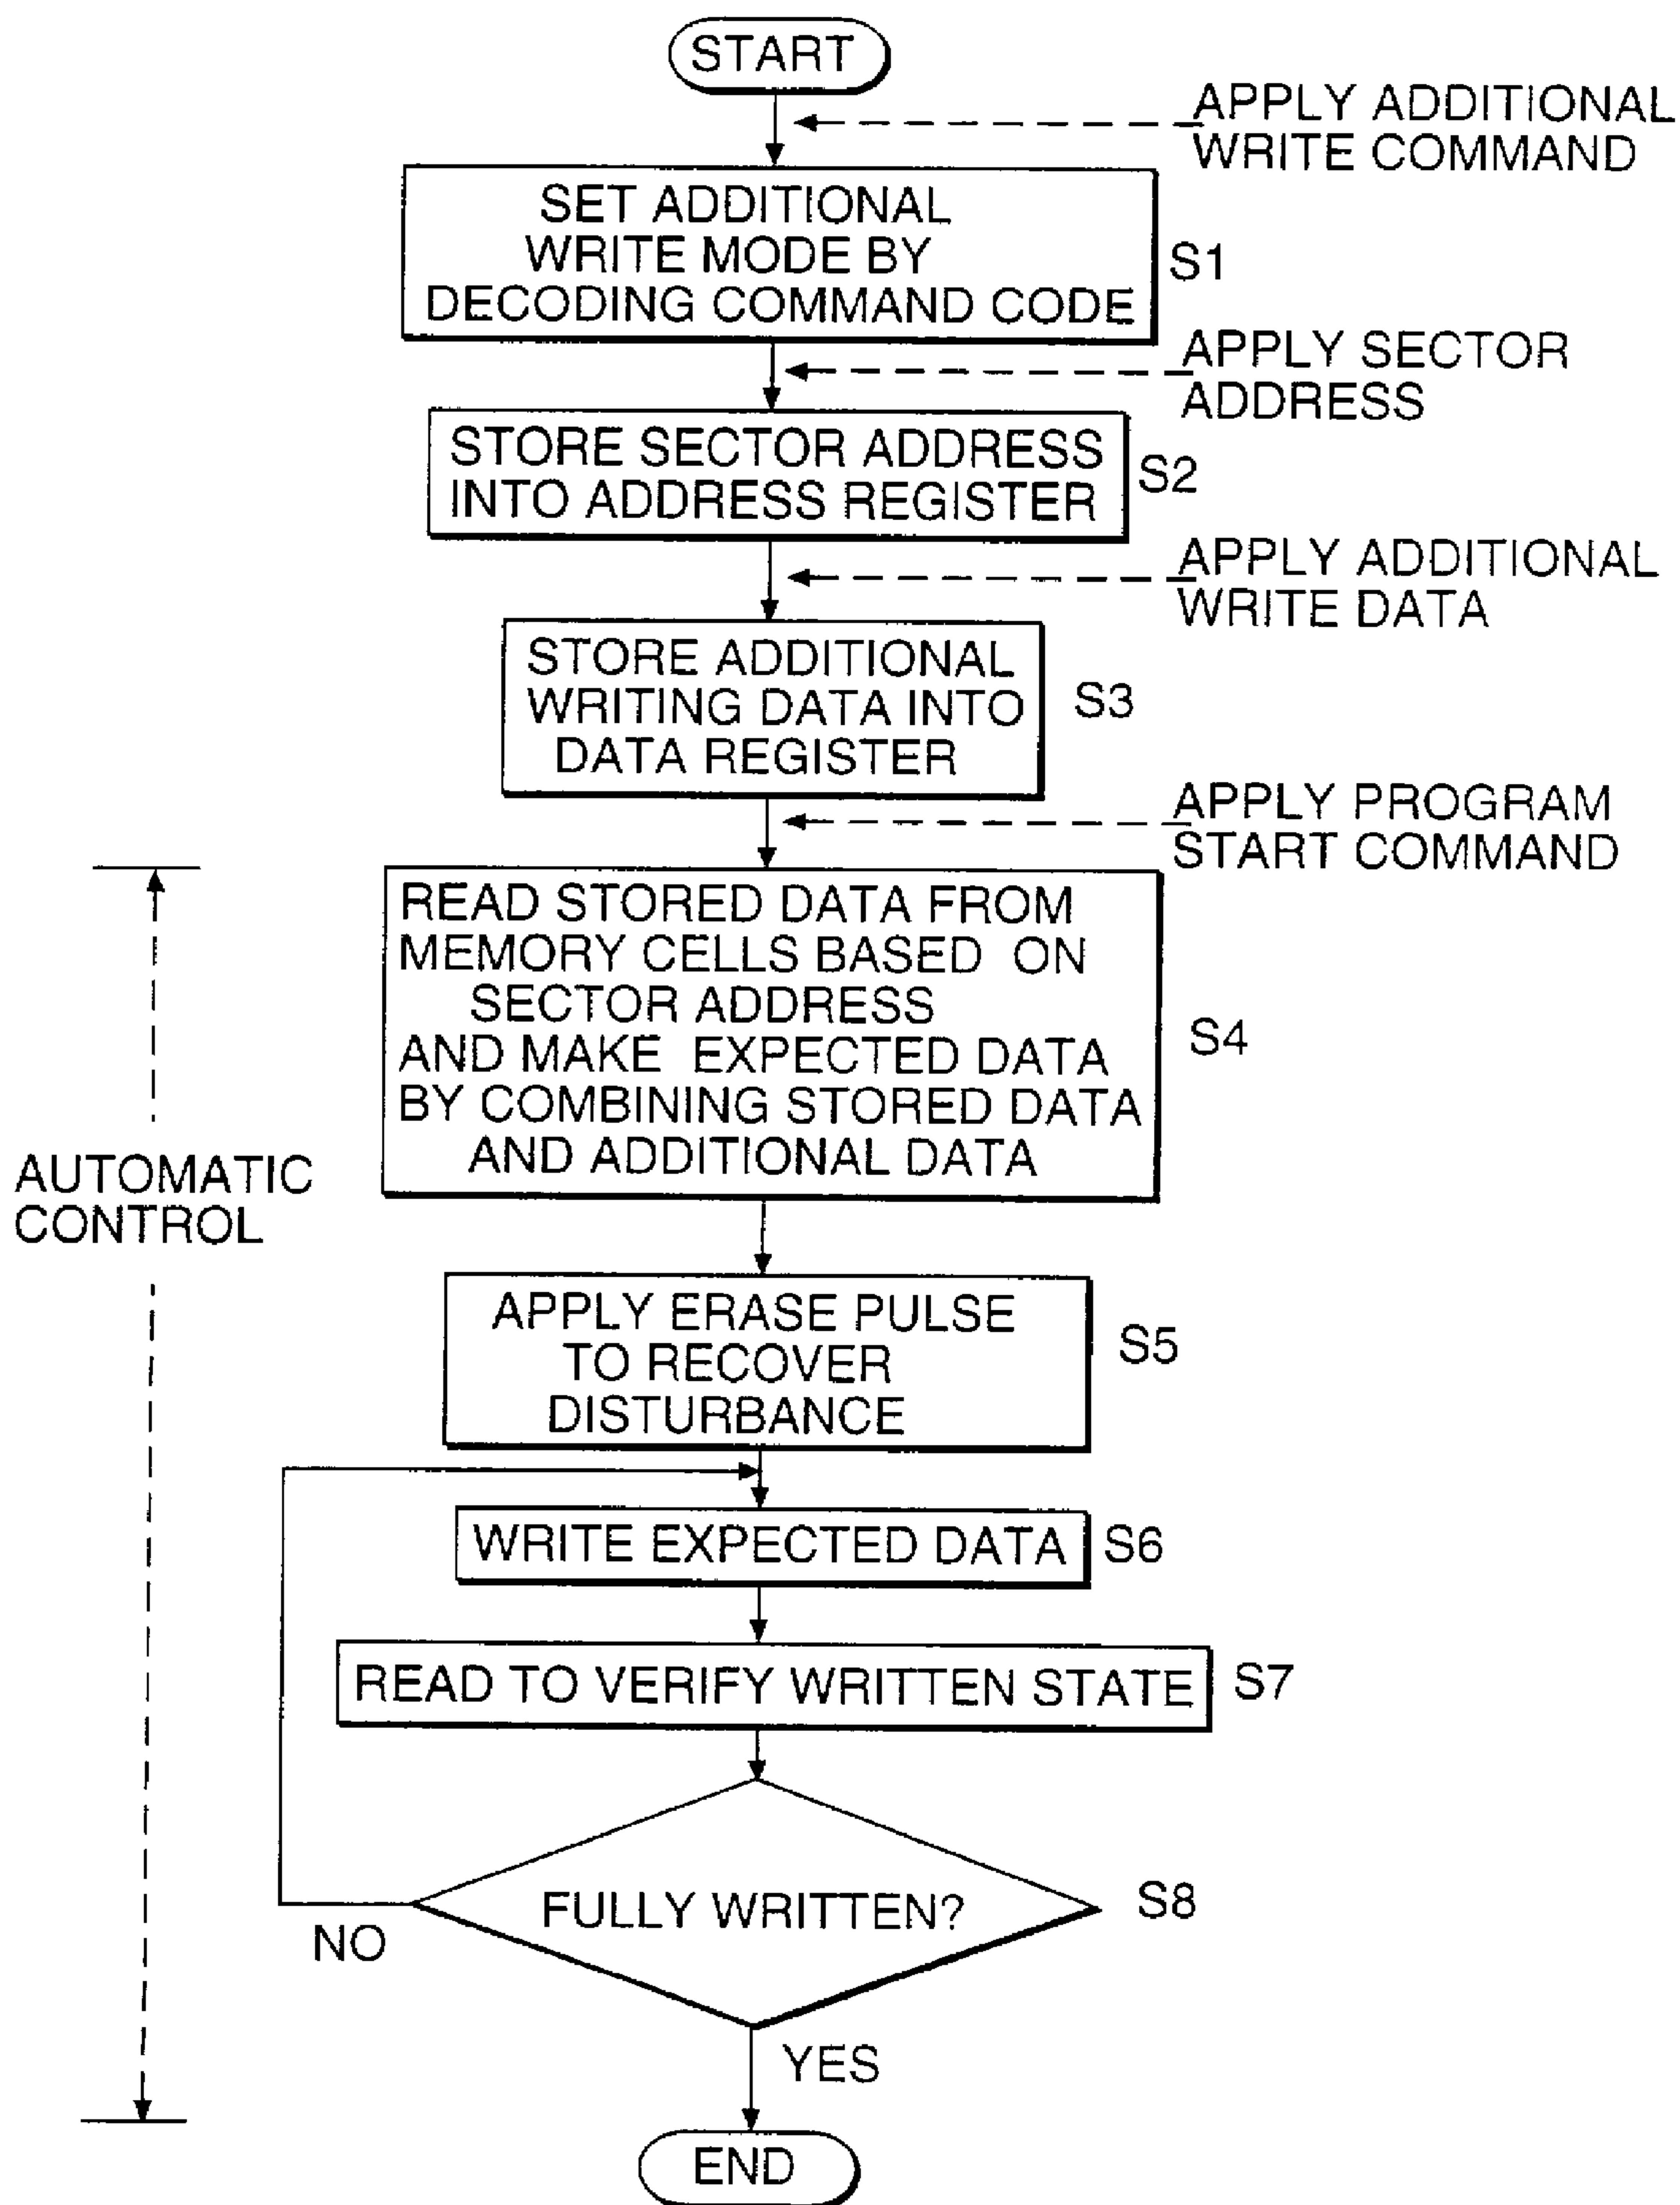 START
APPLY ADDITIONAL
WRITE COMMAND
SET ADDITIONAL
WRITE MODE BY
DECODING COMMAND CODE
S1
APPLY SECTOR
ADDRESS
STORE SECTOR ADDRESS
INTO ADDRESS REGISTER
S2
APPLY ADDITIONAL
WRITE DATA
STORE ADDITIONAL
WRITING DATA INTO
DATA REGISTER
S3
APPLY PROGRAM
START COMMAND
READ STORED DATA FROM
MEMORY CELLS BASED ON
SECTOR ADDRESS
AND MAKE EXPECTED DATA
BY COMBINING STORED DATA
AND ADDITIONAL DATA
S4
AUTOMATIC
CONTROL
APPLY ERASE PULSE
TO RECOVER
DISTURBANCE
S5
WRITE EXPECTED DATA
S6
READ TO VERIFY WRITTEN STATE
S7
FULLY WRITTEN?
S8
NO
YES
END